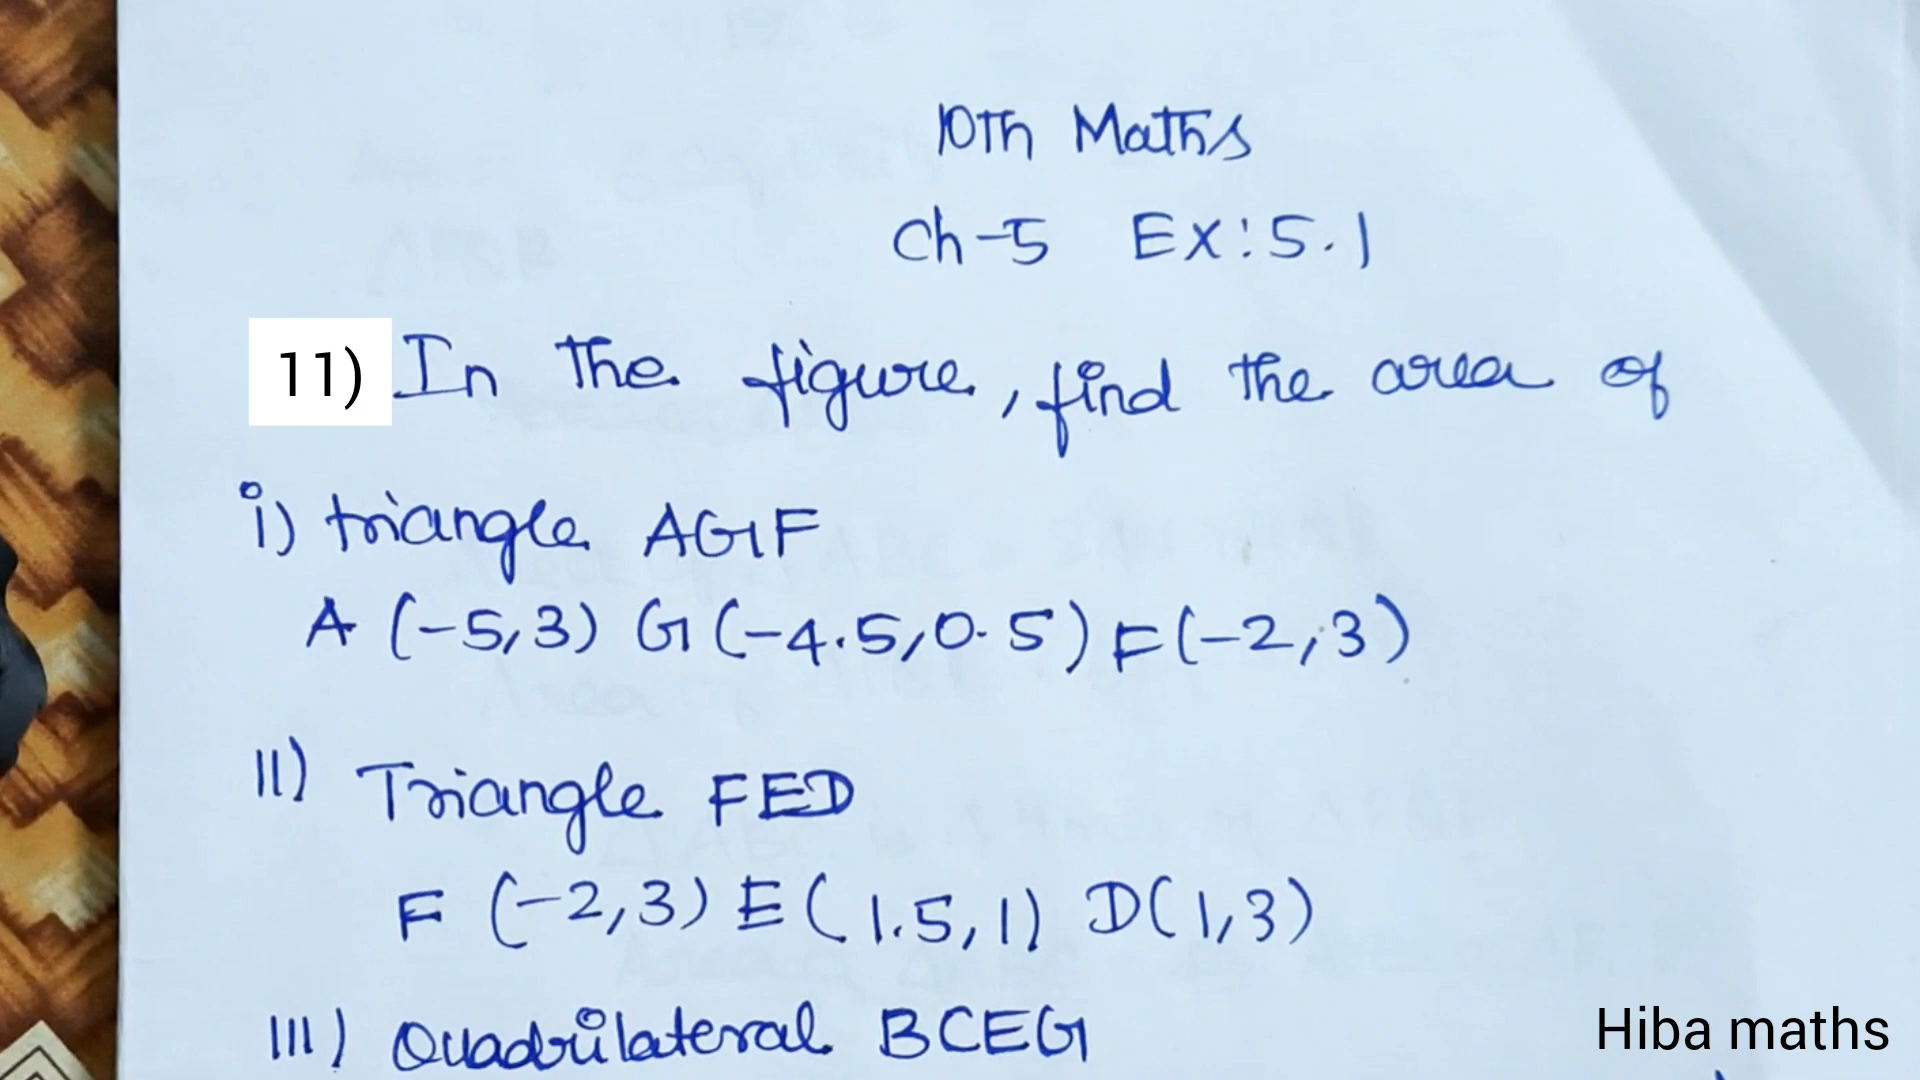 10Th Maths
Ch-5 Ex:5.1
11) In The figure, find the area of
i) triangle AGF
A (-5,3) G(-4.5,0.5) F(-2,3)
II) Triangle FED
F (-2,3) E(1.5,1) D(1,3)
III) Quadrilateral BCEG
Hiba maths